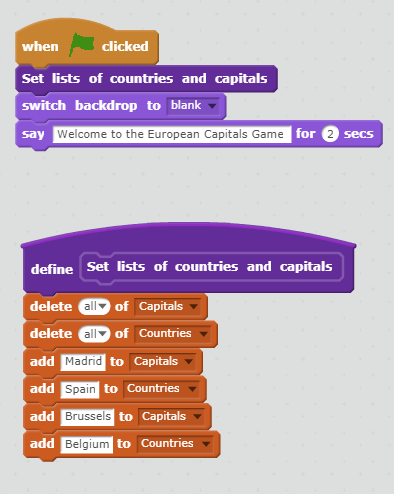 when clicked
Set lists of countries and capitals
switch backdrop to blank
say Welcome to the European Capitals Game for 2 secs
define Set lists of countries and capitals
delete all of Capitals
delete all of Countries
add Madrid to Capitals
add Spain to Countries
add Brussels to Capitals
add Belgium to Countries